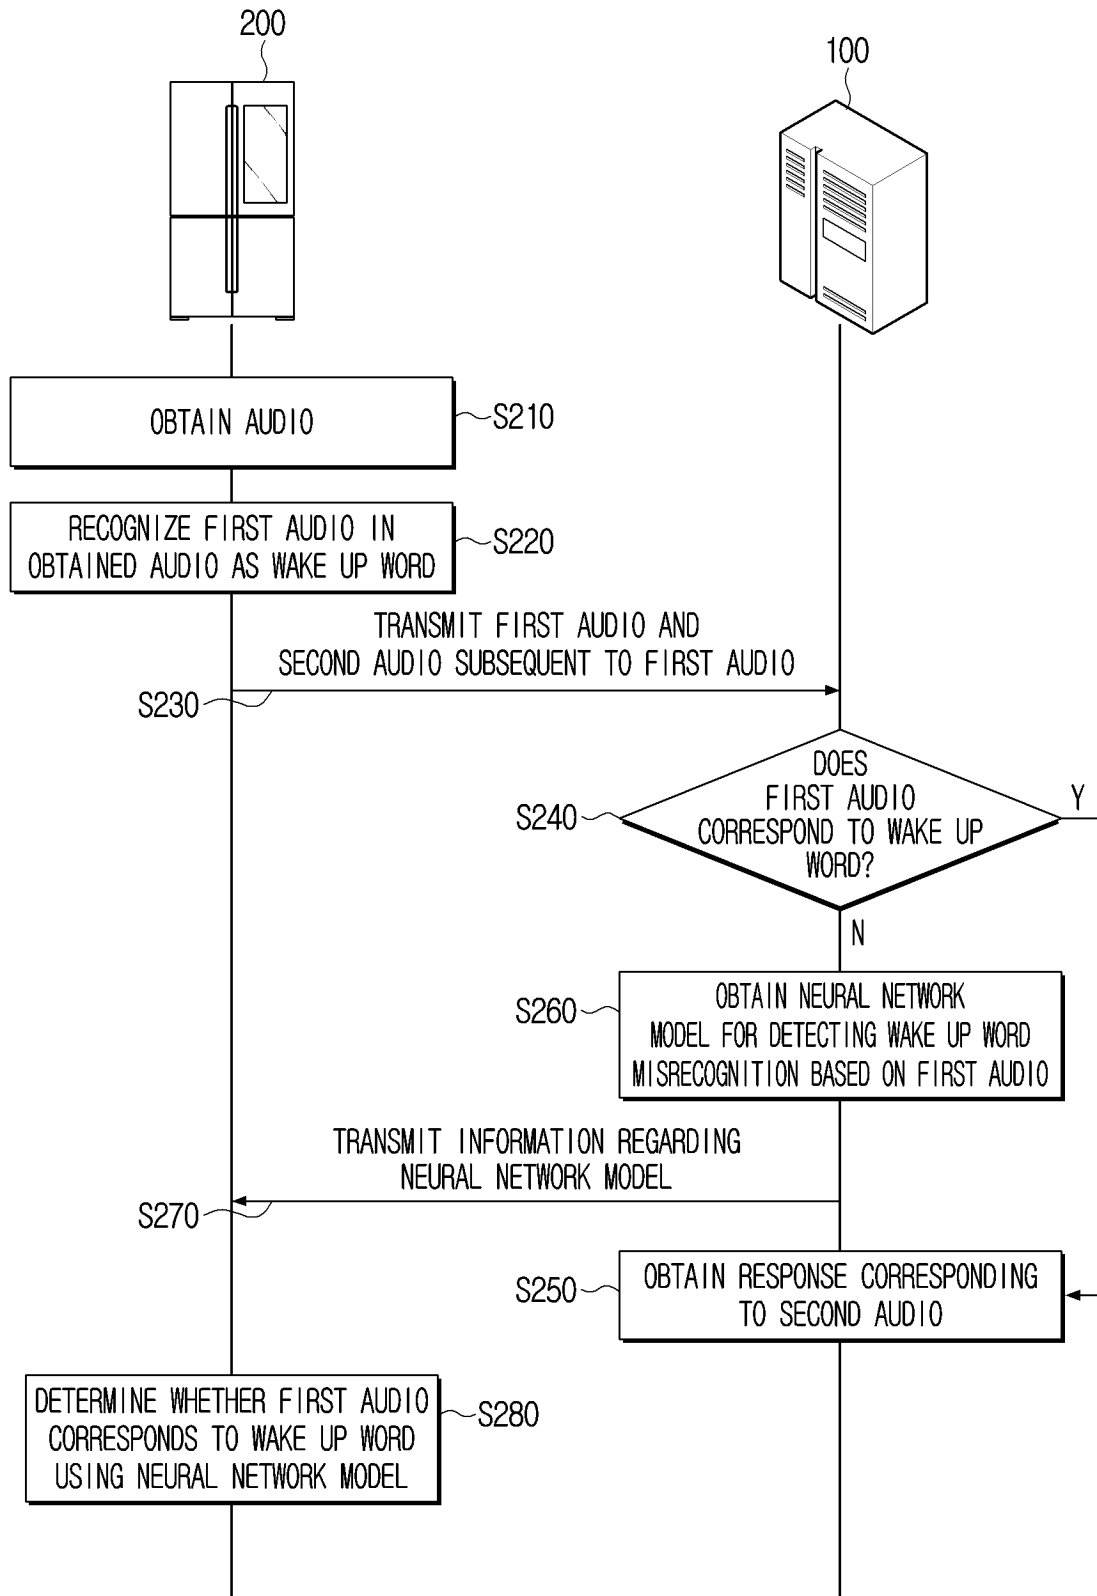 200
100
OBTAIN AUDIO
S210
RECOGNIZE FIRST AUDIO IN
OBTAINED AUDIO AS WAKE UP WORD
S220
TRANSMIT FIRST AUDIO AND
SECOND AUDIO SUBSEQUENT TO FIRST AUDIO
S230
DOES
FIRST AUDIO
CORRESPOND TO WAKE UP
WORD?
S240
Y
N
OBTAIN NEURAL NETWORK
MODEL FOR DETECTING WAKE UP WORD
MISRECOGNITION BASED ON FIRST AUDIO
S260
TRANSMIT INFORMATION REGARDING
NEURAL NETWORK MODEL
S270
OBTAIN RESPONSE CORRESPONDING
TO SECOND AUDIO
S250
DETERMINE WHETHER FIRST AUDIO
CORRESPONDS TO WAKE UP WORD
USING NEURAL NETWORK MODEL
S280